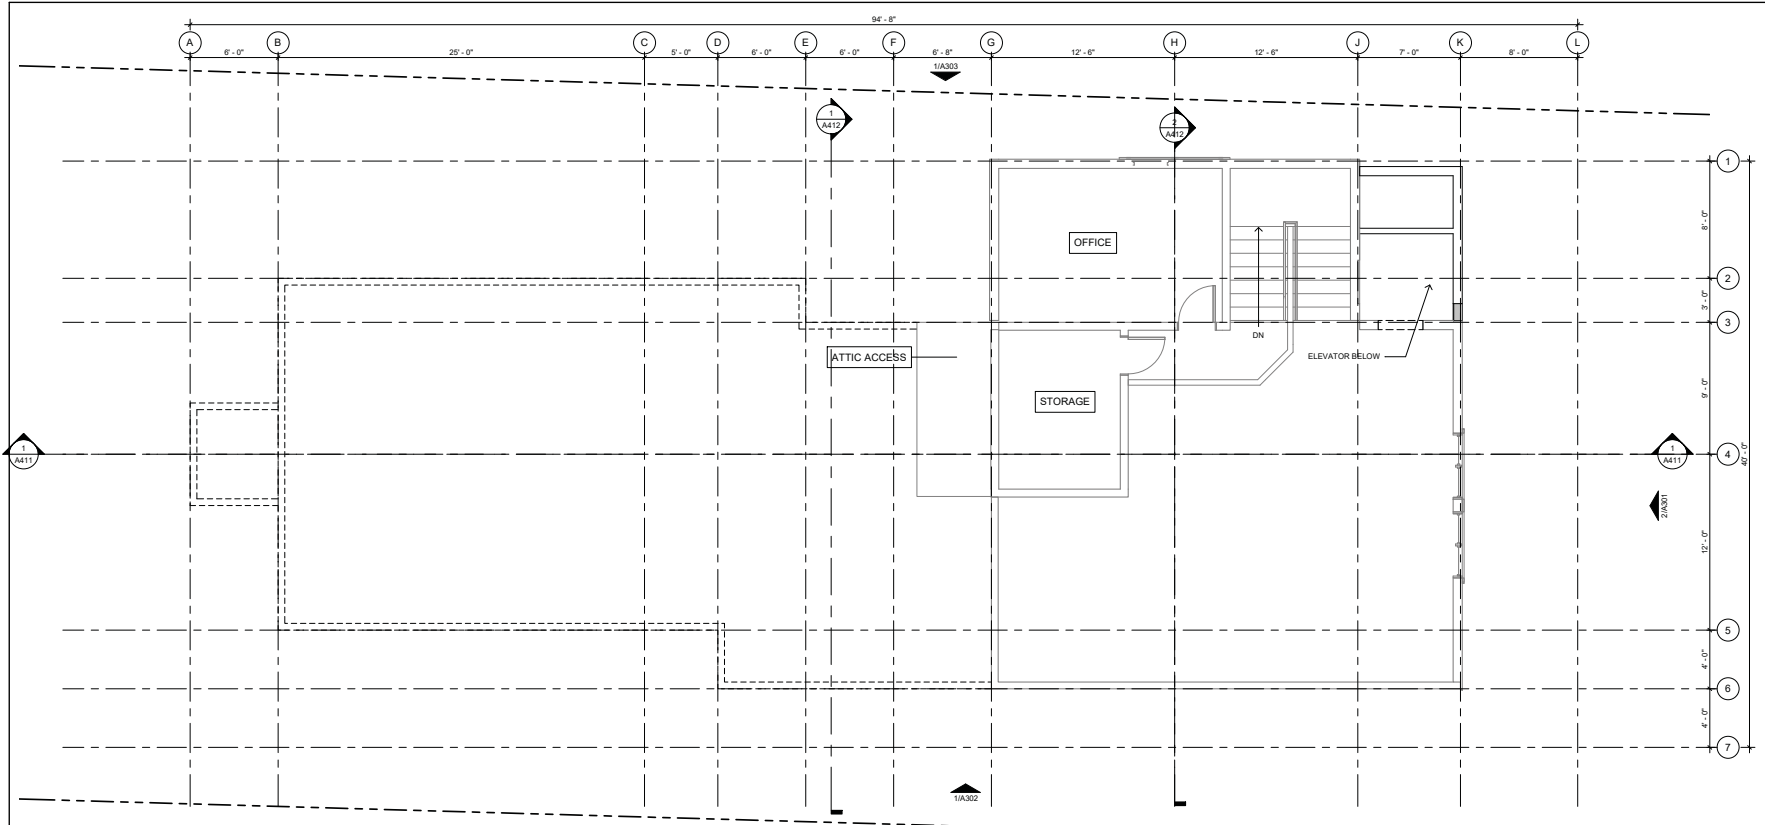 94' - 8"
A
B
C
D
E
F
G
H
J
K
L
6' - 0"
25' - 0"
5' - 0"
6' - 0"
6' - 0"
6' - 8"
12' - 6"
12' - 6"
7' - 0"
8' - 0"
1/A303
1
A412
2
A412
1
8' - 0"
OFFICE
2
3' - 0"
3
DN
ATTIC ACCESS
ELEVATOR BELOW
9' - 0"
STORAGE
1
A411
1
A411
4
40' - 0"
2/A301
12' - 0"
5
4' - 0"
6
4' - 0"
7
1/A302